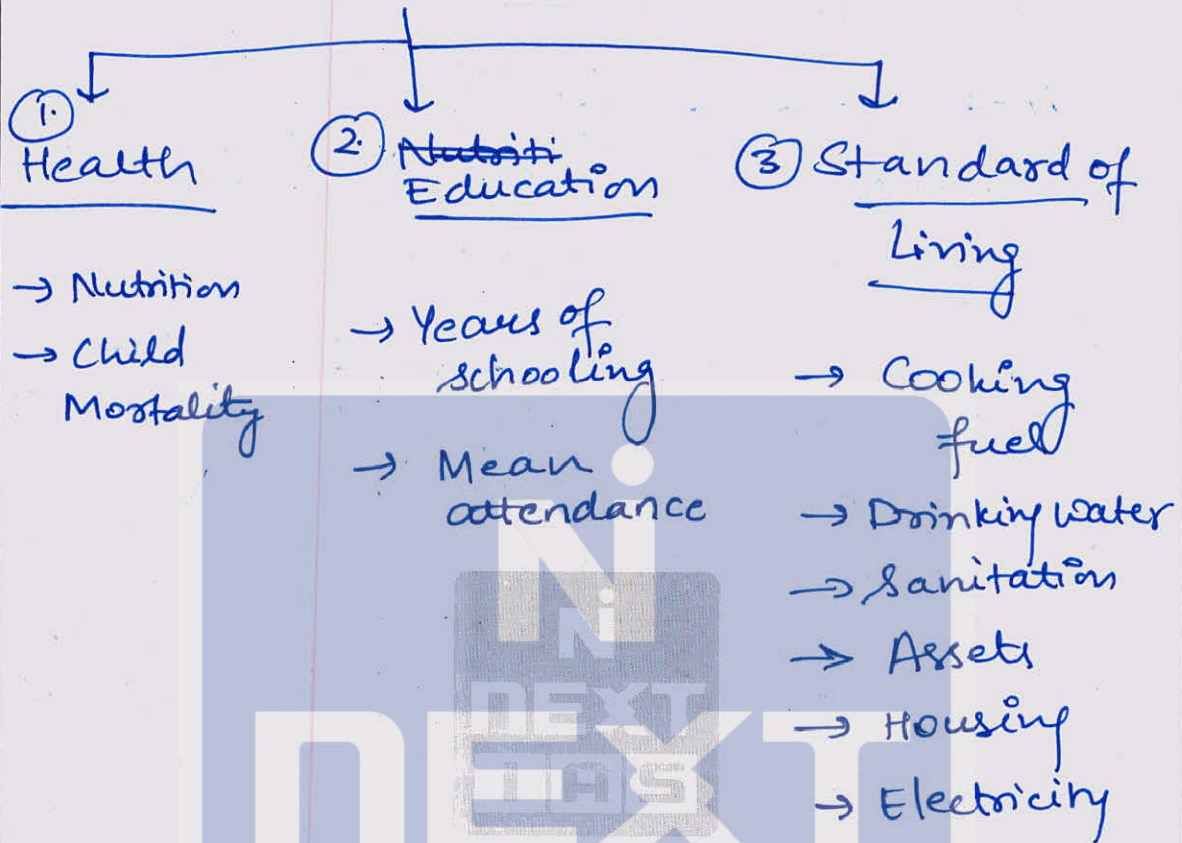 1.
Health
→ Nutrition
→ Child
Mortality
2. Nutriti
Education
→ Years of
schooling
→ Mean
attendance
3 Standard of
Living
→ Cooking
fuel
→ Drinking water
→ Sanitation
→ Assets
→ Housing
→ Electricity
N
NEXT
IAS
NEXT